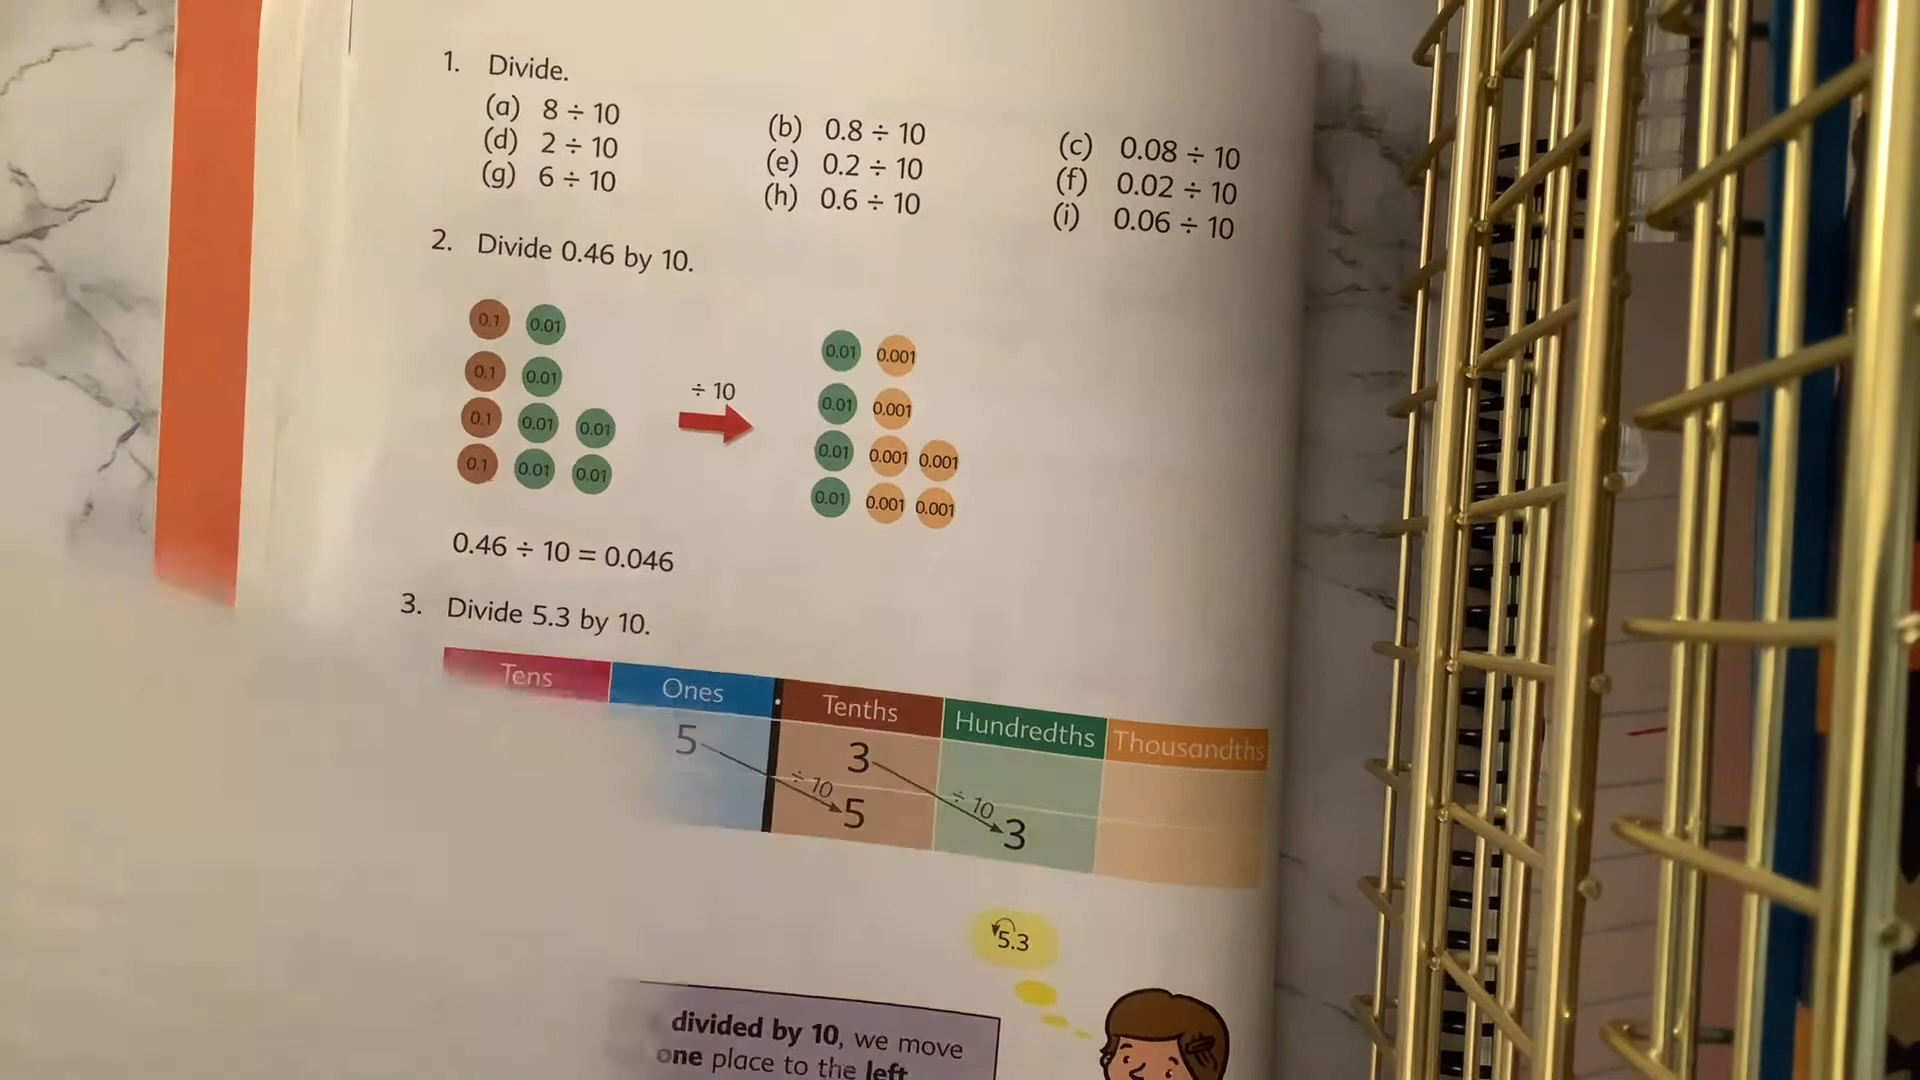 1. Divide.
(a) 8 ÷ 10 (b) 0.8 ÷ 10 (c) 0.08 ÷ 10
(d) 2 ÷ 10 (e) 0.2 ÷ 10 (f) 0.02 ÷ 10
(g) 6 ÷ 10 (h) 0.6 ÷ 10 (i) 0.06 ÷ 10
2. Divide 0.46 by 10.
0.1 0.01 0.01 0.001
0.1 0.01 0.01 0.001
÷ 10
0.1 0.01 0.01 0.01 0.001 0.001
0.1 0.01 0.01 0.01 0.001 0.001
0.46 ÷ 10 = 0.046
3. Divide 5.3 by 10.
Tens Ones . Tenths Hundredths Thousandths
5 3
÷ 10 ÷ 10
5 3
5.3
divided by 10, we move
one place to the left